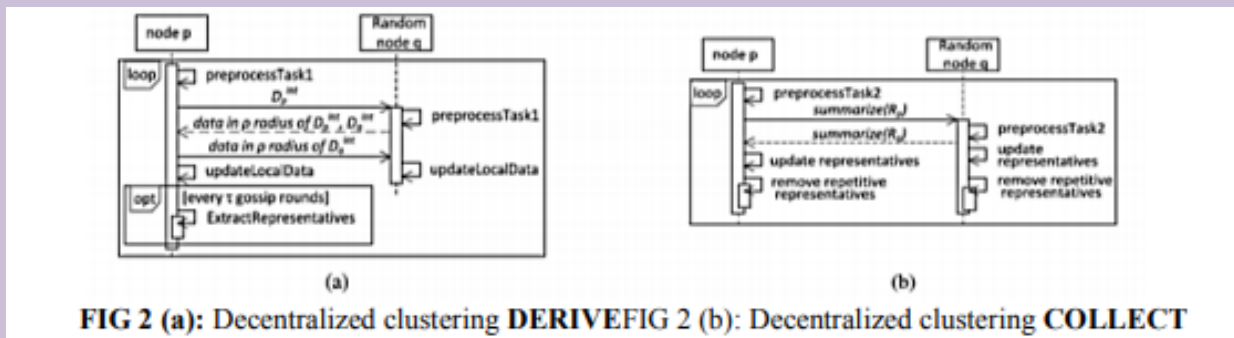 node p
Random
node q
loop
preprocessTask1
D_p^int
preprocessTask1
data in ρ radius of D_p^int, D_q^int
data in ρ radius of D_q^int
updateLocalData
updateLocalData
opt
[every τ gossip rounds]
ExtractRepresentatives
(a)
node p
Random
node q
loop
preprocessTask2
summarize(R_p)
preprocessTask2
summarize(R_q)
update representatives
update
representatives
remove repetitive
representatives
remove repetitive
representatives
(b)
FIG 2 (a): Decentralized clustering DERIVEFIG 2 (b): Decentralized clustering COLLECT